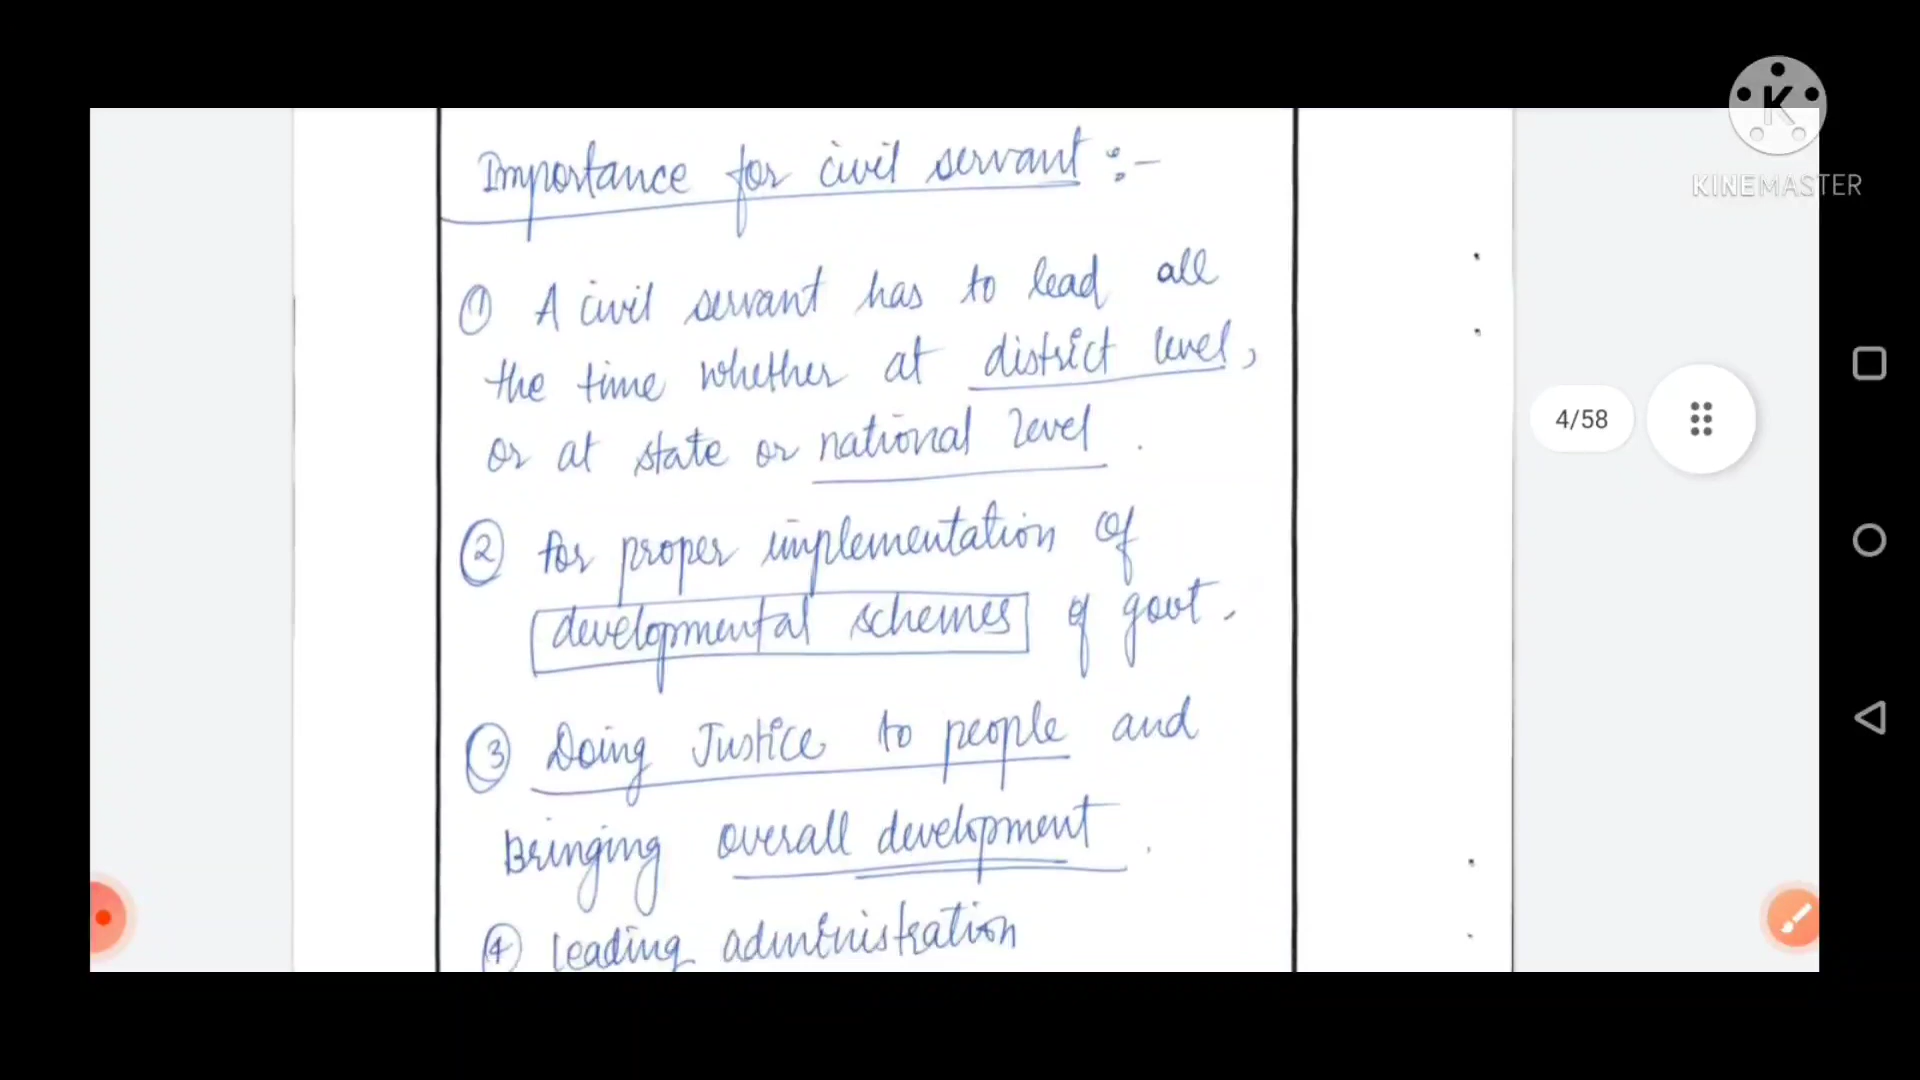 Importance for civil servant :-
① A civil servant has to lead all
the time whether at district level,
or at state or national level .
② for proper implementation of
developmental schemes of govt.
③ Doing Justice to people and
Bringing overall development .
④ leading administration
4/58
K
KINEMASTER